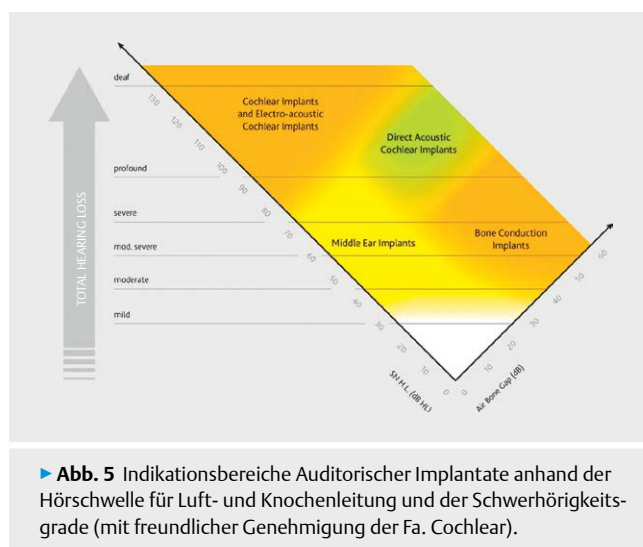 TOTAL HEARING LOSS
deaf
profound
severe
mod. severe
moderate
mild
Cochlear Implants
and Electro-acoustic
Cochlear Implants
Direct Acoustic
Cochlear Implants
Middle Ear Implants
Bone Conduction
Implants
130
120
110
100
90
80
70
60
50
40
30
20
10
0
SN H.L. (dB HL)
0
10
20
30
40
50
60
Air Bone Gap (dB)
▶ Abb. 5 Indikationsbereiche Auditorischer Implantate anhand der
Hörschwelle für Luft- und Knochenleitung und der Schwerhörigkeits-
grade (mit freundlicher Genehmigung der Fa. Cochlear).